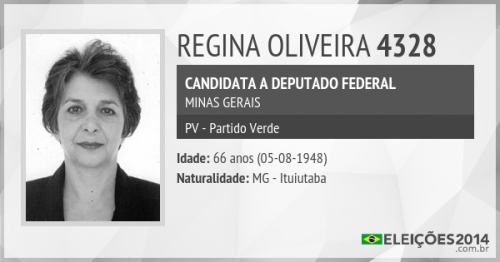 REGINA OLIVEIRA 4328
CANDIDATA A DEPUTADO FEDERAL
MINAS GERAIS
PV - Partido Verde
Idade: 66 anos (05-08-1948)
Naturalidade: MG - Ituiutaba
ELEIÇÕES2014
.com.br